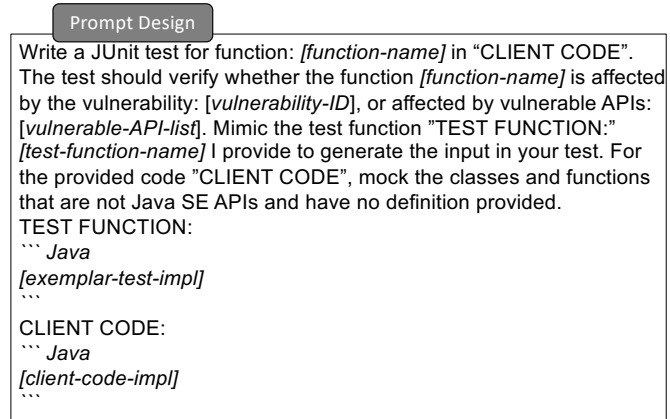 Prompt Design
Write a JUnit test for function: [function-name] in “CLIENT CODE”.
The test should verify whether the function [function-name] is affected
by the vulnerability: [vulnerability-ID], or affected by vulnerable APIs:
[vulnerable-API-list]. Mimic the test function ”TEST FUNCTION:”
[test-function-name] I provide to generate the input in your test. For
the provided code ”CLIENT CODE”, mock the classes and functions
that are not Java SE APIs and have no definition provided.
TEST FUNCTION:
``` Java
[exemplar-test-impl]
```
CLIENT CODE:
``` Java
[client-code-impl]
```